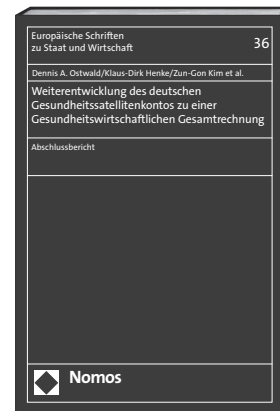 Europäische Schriften
zu Staat und Wirtschaft
36
Dennis A. Ostwald/Klaus-Dirk Henke/Zun-Gon Kim et al.
Weiterentwicklung des deutschen
Gesundheitssatellitenkontos zu einer
Gesundheitswirtschaftlichen Gesamtrechnung
Abschlussbericht
Nomos